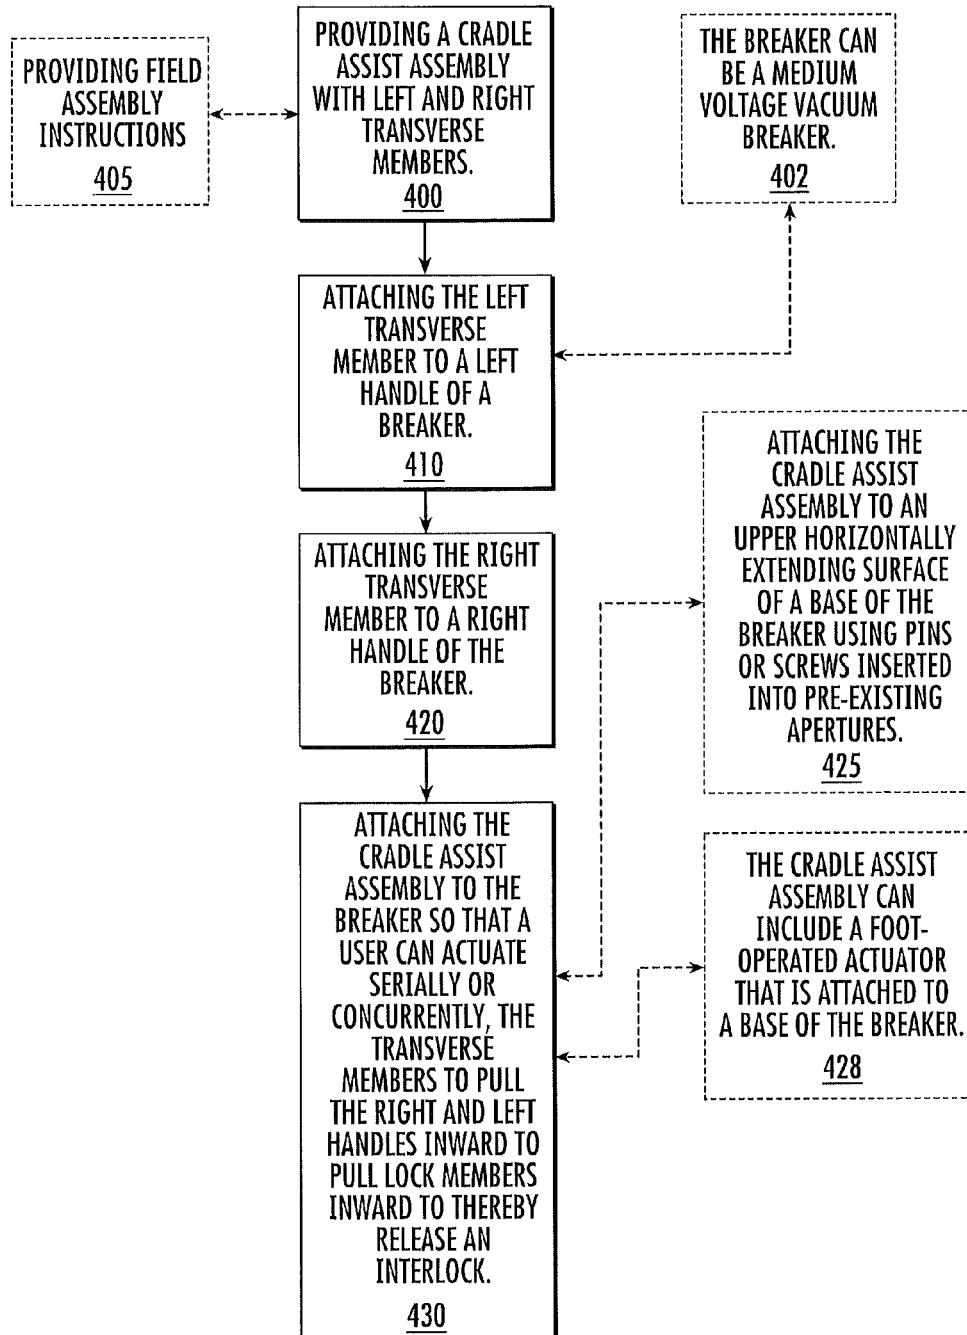 PROVIDING FIELD
ASSEMBLY
INSTRUCTIONS
405
PROVIDING A CRADLE
ASSIST ASSEMBLY
WITH LEFT AND RIGHT
TRANSVERSE
MEMBERS.
400
THE BREAKER CAN
BE A MEDIUM
VOLTAGE VACUUM
BREAKER.
402
ATTACHING THE LEFT
TRANSVERSE
MEMBER TO A LEFT
HANDLE OF A
BREAKER.
410
ATTACHING THE RIGHT
TRANSVERSE
MEMBER TO A RIGHT
HANDLE OF THE
BREAKER.
420
ATTACHING THE
CRADLE ASSIST
ASSEMBLY TO AN
UPPER HORIZONTALLY
EXTENDING SURFACE
OF A BASE OF THE
BREAKER USING PINS
OR SCREWS INSERTED
INTO PRE-EXISTING
APERTURES.
425
ATTACHING THE
CRADLE ASSIST
ASSEMBLY TO THE
BREAKER SO THAT A
USER CAN ACTUATE
SERIALLY OR
CONCURRENTLY, THE
TRANSVERSE
MEMBERS TO PULL
THE RIGHT AND LEFT
HANDLES INWARD TO
PULL LOCK MEMBERS
INWARD TO THEREBY
RELEASE AN
INTERLOCK.
430
THE CRADLE ASSIST
ASSEMBLY CAN
INCLUDE A FOOT-
OPERATED ACTUATOR
THAT IS ATTACHED TO
A BASE OF THE BREAKER.
428